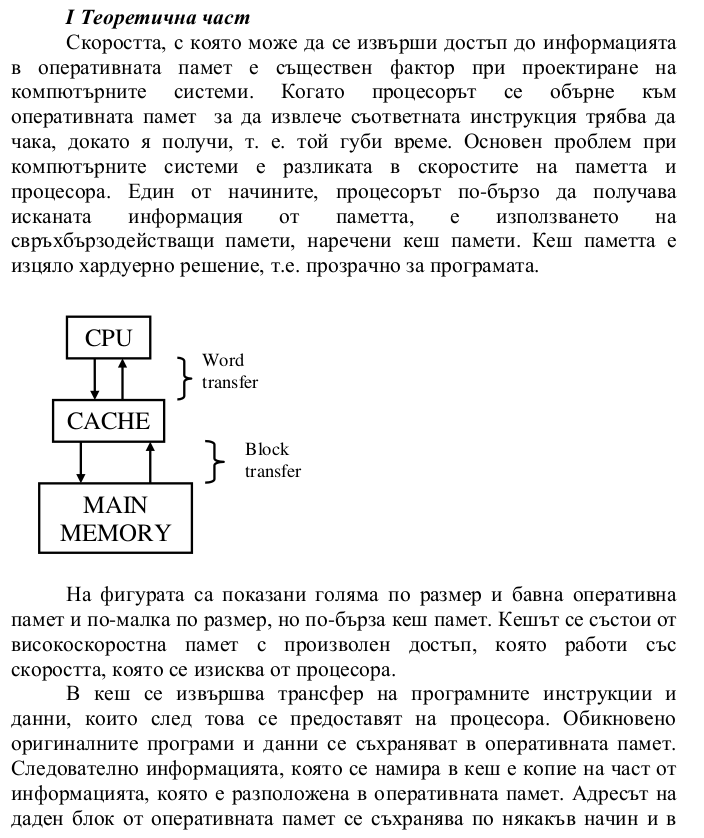 I Теоретична част
Скоростта, с която може да се извърши достъп до информацията
в оперативната памет е съществен фактор при проектиране на
компютърните системи. Когато процесорът се обърне към
оперативната памет за да извлече съответната инструкция трябва да
чака, докато я получи, т. е. той губи време. Основен проблем при
компютърните системи е разликата в скоростите на паметта и
процесора. Един от начините, процесорът по-бързо да получава
исканата информация от паметта, е използването на
свръхбързодействащи памети, наречени кеш памети. Кеш паметта е
изцяло хардуерно решение, т.е. прозрачно за програмата.
CPU
Word
transfer
CACHE
Block
transfer
MAIN
MEMORY
На фигурата са показани голяма по размер и бавна оперативна
памет и по-малка по размер, но по-бърза кеш памет. Кешът се състои от
високоскоростна памет с произволен достъп, която работи със
скоростта, която се изисква от процесора.
В кеш се извършва трансфер на програмните инструкции и
данни, които след това се предоставят на процесора. Обикновено
оригиналните програми и данни се съхраняват в оперативната памет.
Следователно информацията, която се намира в кеш е копие на част от
информацията, която е разположена в оперативната памет. Адресът на
даден блок от оперативната памет се съхранява по някакъв начин и в